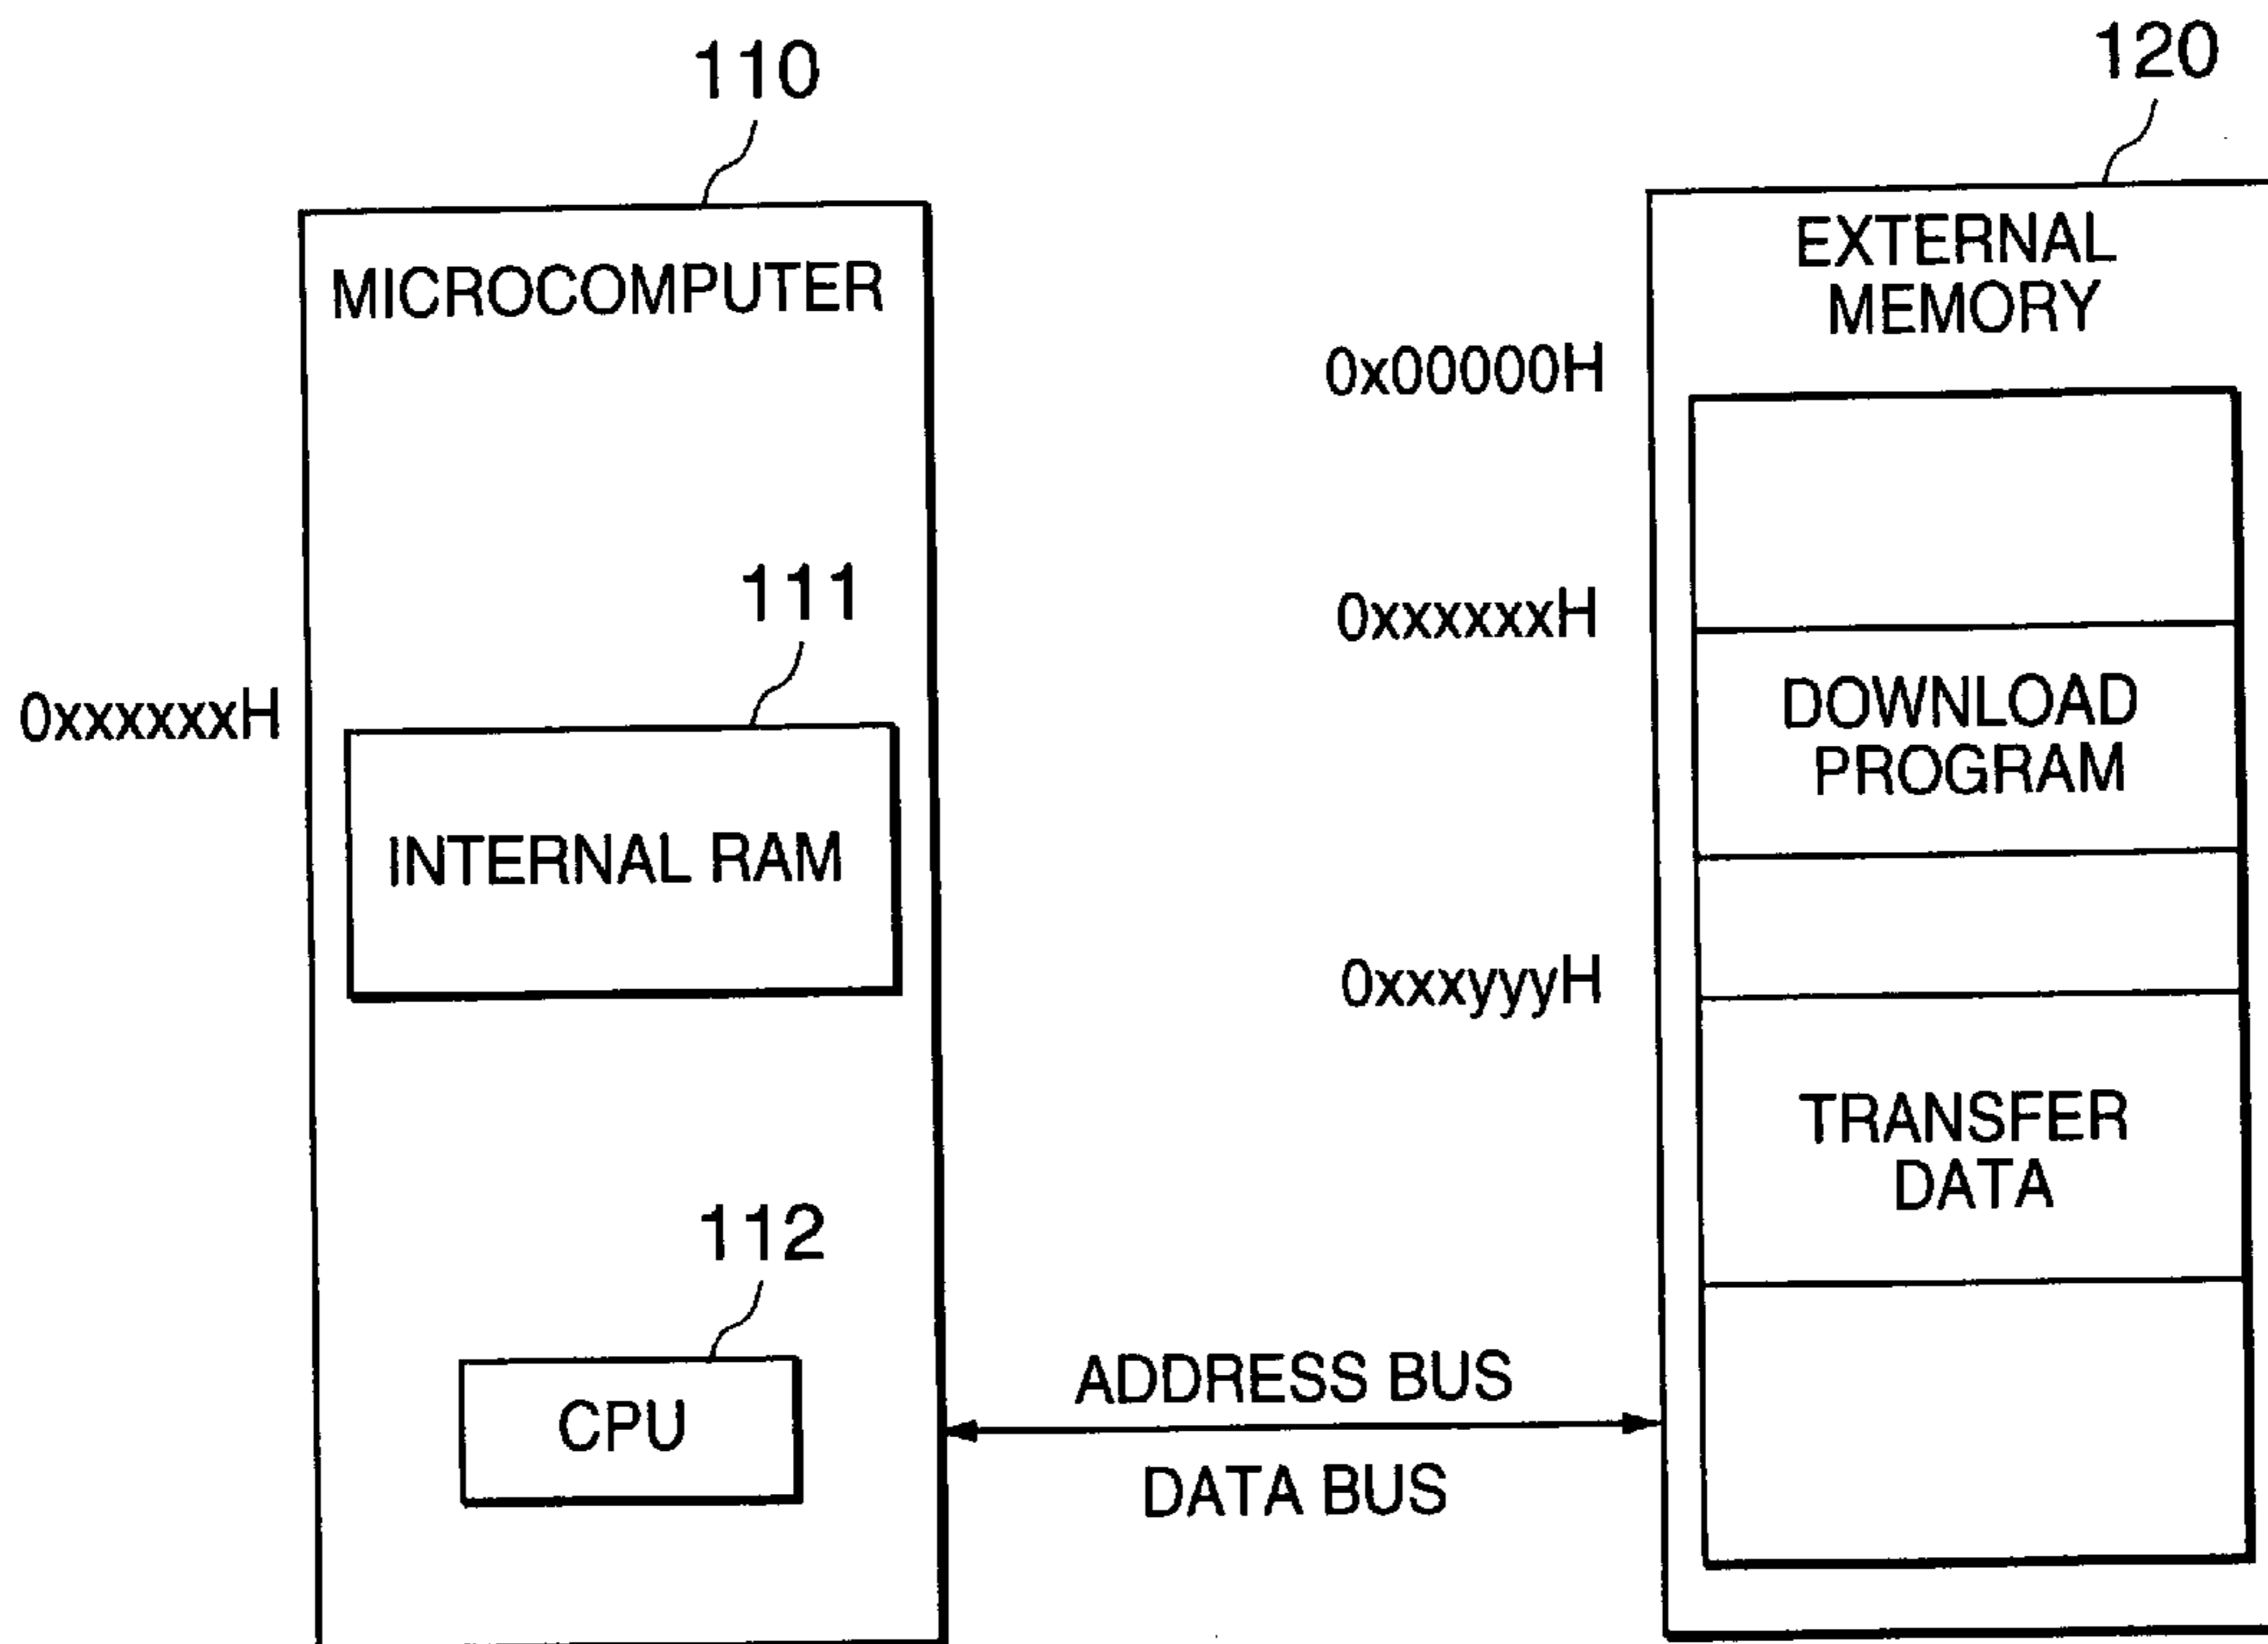 110
MICROCOMPUTER
0xxxxxxH
111
INTERNAL RAM
112
CPU
ADDRESS BUS
DATA BUS
120
EXTERNAL
MEMORY
0x00000H
0xxxxxxH
DOWNLOAD
PROGRAM
0xxxyyyH
TRANSFER
DATA